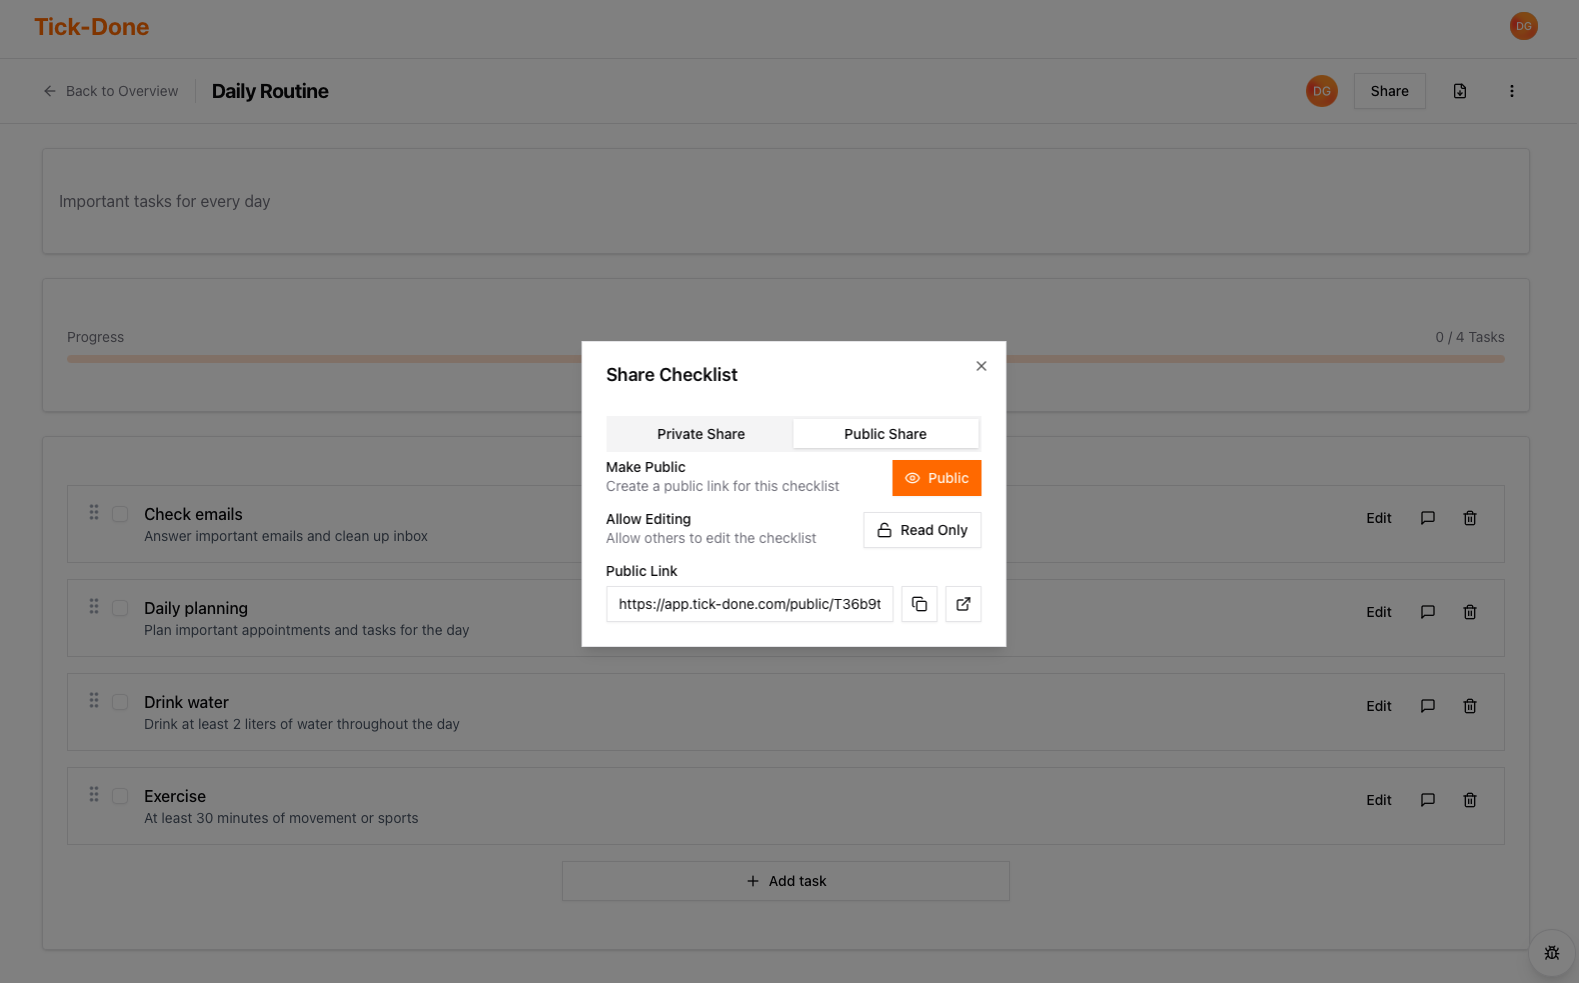 Tick-Done
DG
Back to Overview
Daily Routine
DG
Share
Important tasks for every day
Progress
0 / 4 Tasks
Share Checklist
Private Share
Public Share
Make Public
Create a public link for this checklist
Public
Allow Editing
Allow others to edit the checklist
Read Only
Public Link
https://app.tick-done.com/public/T36b9t
Check emails
Answer important emails and clean up inbox
Edit
Daily planning
Plan important appointments and tasks for the day
Edit
Drink water
Drink at least 2 liters of water throughout the day
Edit
Exercise
At least 30 minutes of movement or sports
Edit
Add task